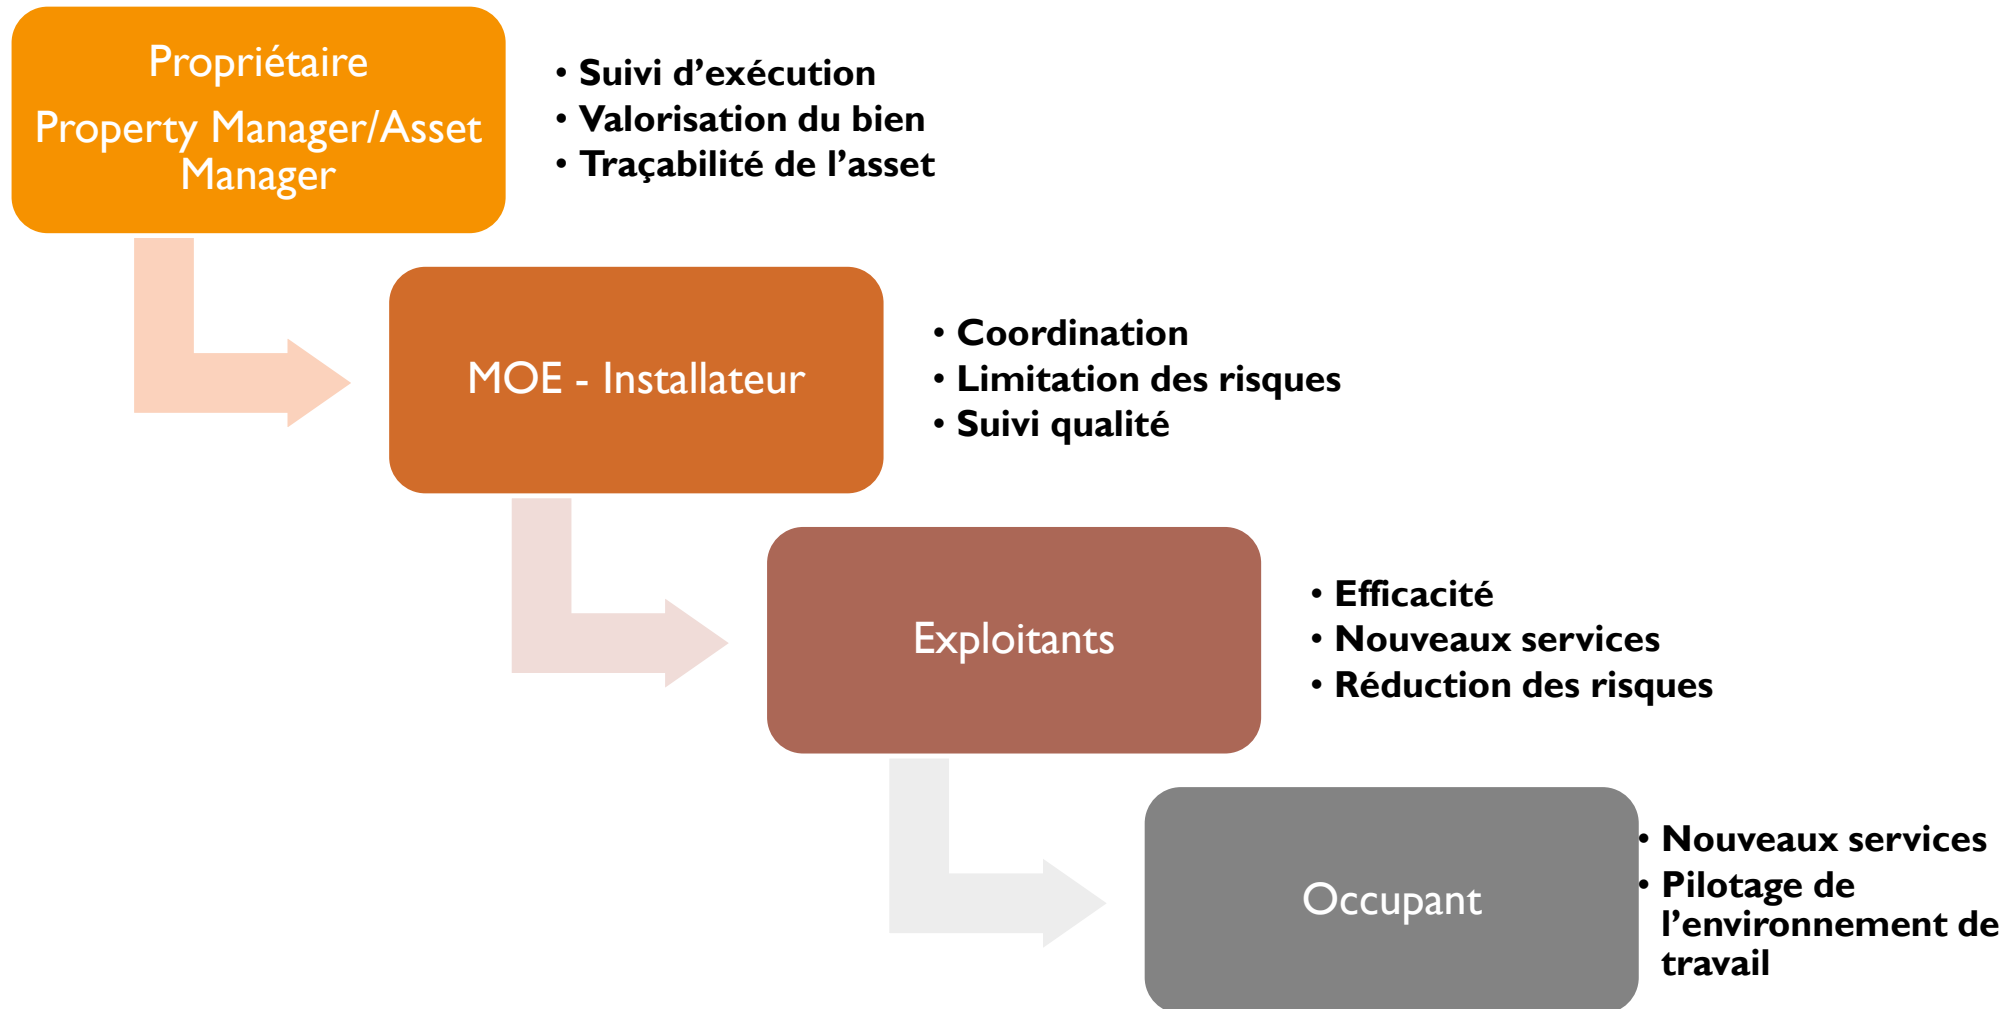 Propriétaire
Property Manager/Asset
Manager
• Suivi d’exécution
• Valorisation du bien
• Traçabilité de l’asset
MOE - Installateur
• Coordination
• Limitation des risques
• Suivi qualité
Exploitants
• Efficacité
• Nouveaux services
• Réduction des risques
Occupant
• Nouveaux services
• Pilotage de
l’environnement de
travail